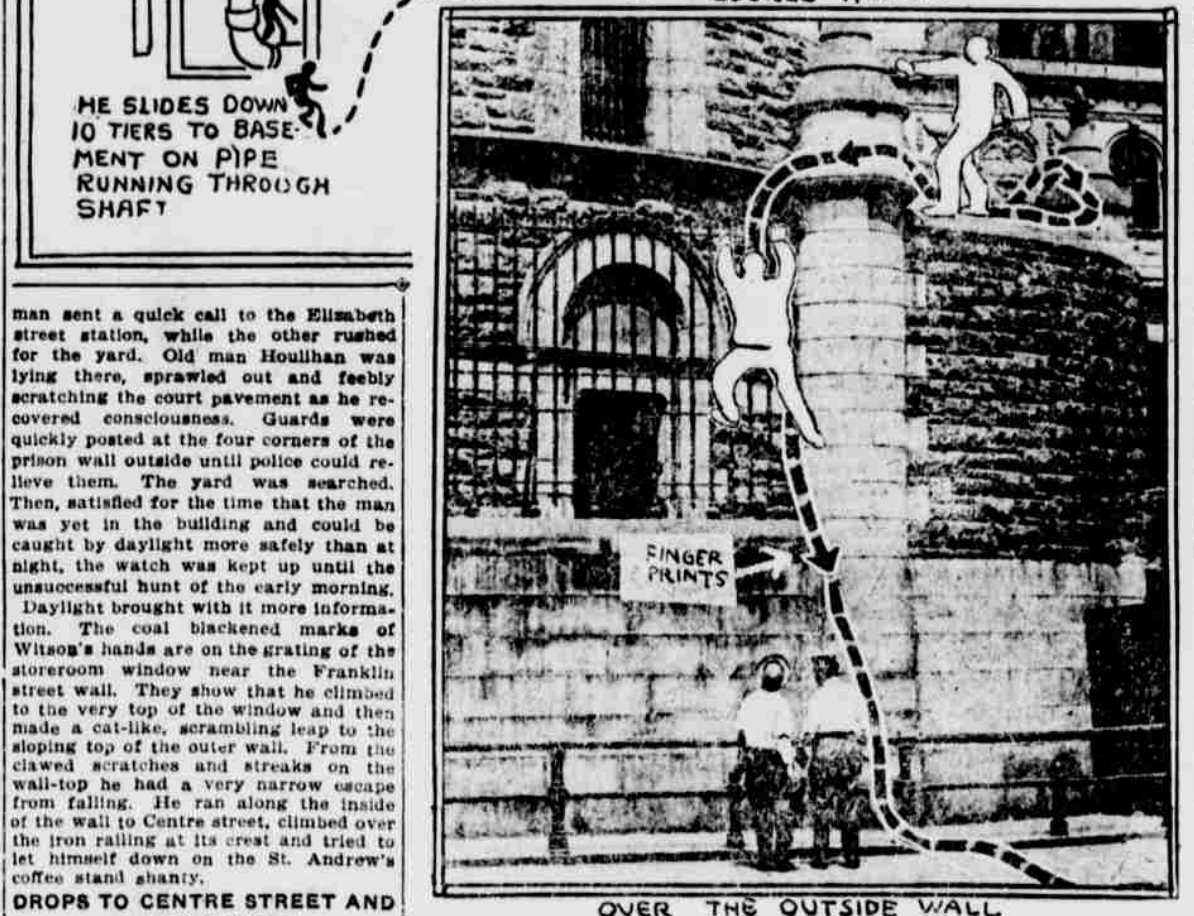 HE SLIDES DOWN
10 TIERS TO BASE-
MENT ON PIPE
RUNNING THROUGH
SHAFT
man sent a quick call to the Elizabeth
street station, while the other rushed
for the yard. Old man Houlihan was
lying there, sprawled out and feebly
scratching the court pavement as he re-
covered consciousness. Guards were
quickly posted at the four corners of the
prison wall outside until police could re-
lieve them. The yard was searched.
Then, satisfied for the time that the man
was yet in the building and could be
caught by daylight more safely than at
night, the watch was kept up until the
unsuccessful hunt of the early morning.
Daylight brought with it more informa-
tion. The coal blackened marks of
Witson's hands are on the grating of the
storeroom window near the Franklin
street wall. They show that he climbed
to the very top of the window and then
made a cat-like, scrambling leap to the
sloping top of the outer wall. From the
clawed scratches and streaks on the
wall-top he had a very narrow escape
from falling. He ran along the inside
of the wall to Centre street, climbed over
the iron railing at its crest and tried to
let himself down on the St. Andrew's
coffee stand shanty.
DROPS TO CENTRE STREET AND
FINGER
PRINTS
OVER THE OUTSIDE WALL